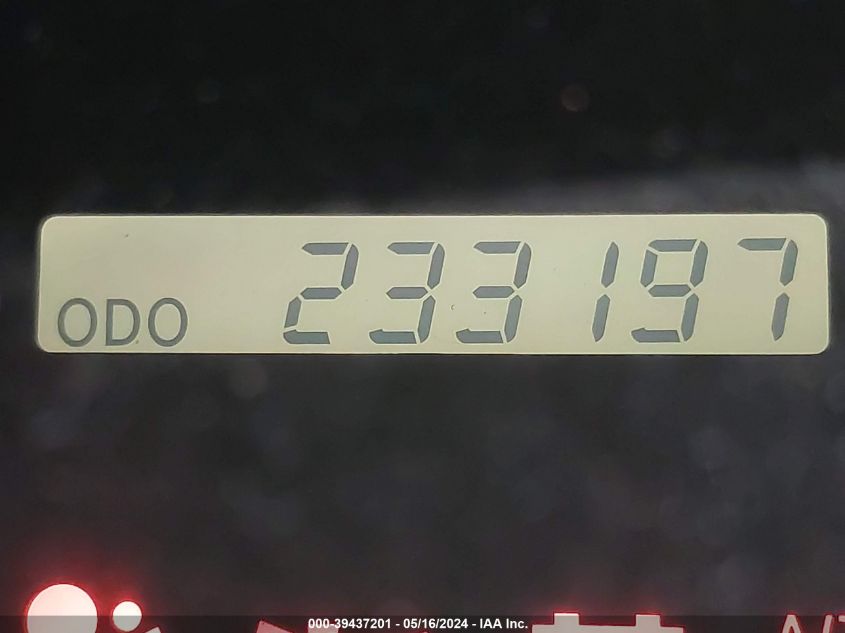 ODO 233197
000-39437201 - 05/16/2024 - IAA Inc.